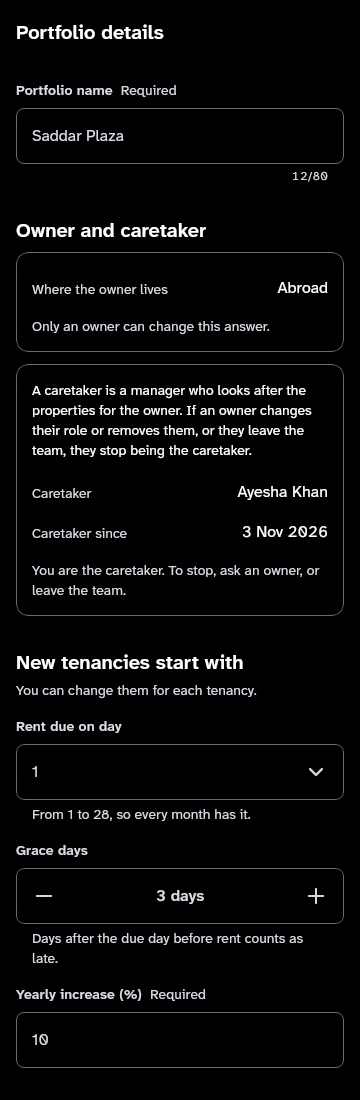 Portfolio details
Portfolio name Required
Saddar Plaza
12/80
Owner and caretaker
Where the owner lives
Abroad
Only an owner can change this answer.
A caretaker is a manager who looks after the
properties for the owner. If an owner changes
their role or removes them, or they leave the
team, they stop being the caretaker.
Caretaker
Ayesha Khan
Caretaker since
3 Nov 2026
You are the caretaker. To stop, ask an owner, or
leave the team.
New tenancies start with
You can change them for each tenancy.
Rent due on day
1
From 1 to 28, so every month has it.
Grace days
3 days
Days after the due day before rent counts as
late.
Yearly increase (%) Required
10